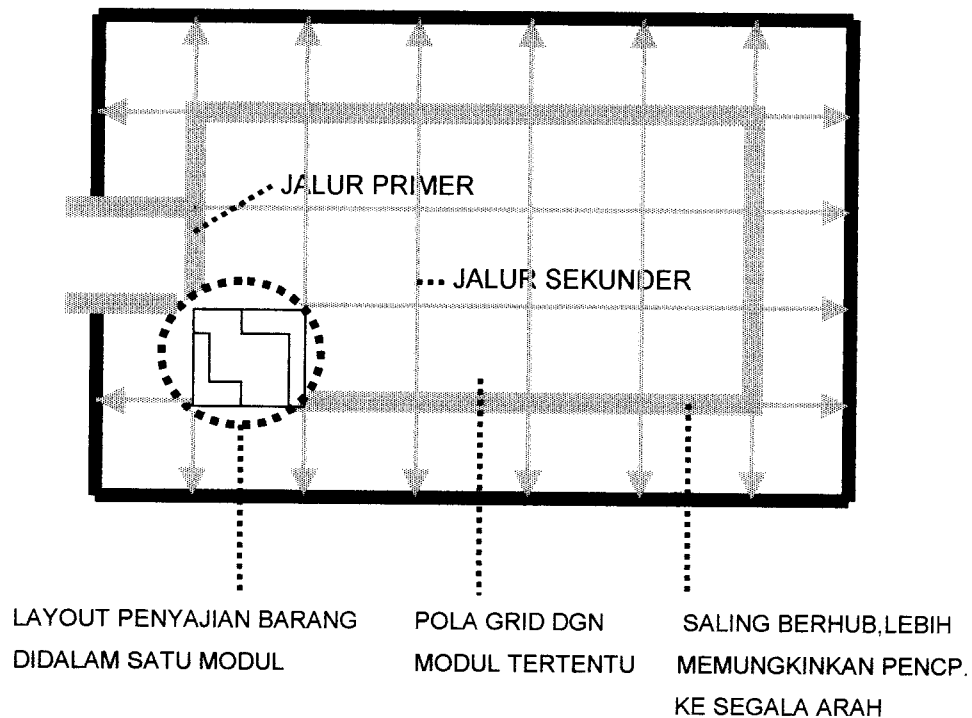 JALUR PRIMER
JALUR SEKUNDER
LAYOUT PENYAJIAN BARANG
DIDALAM SATU MODUL
POLA GRID DGN
MODUL TERTENTU
SALING BERHUB,LEBIH
MEMUNGKINKAN PENCP.
KE SEGALA ARAH